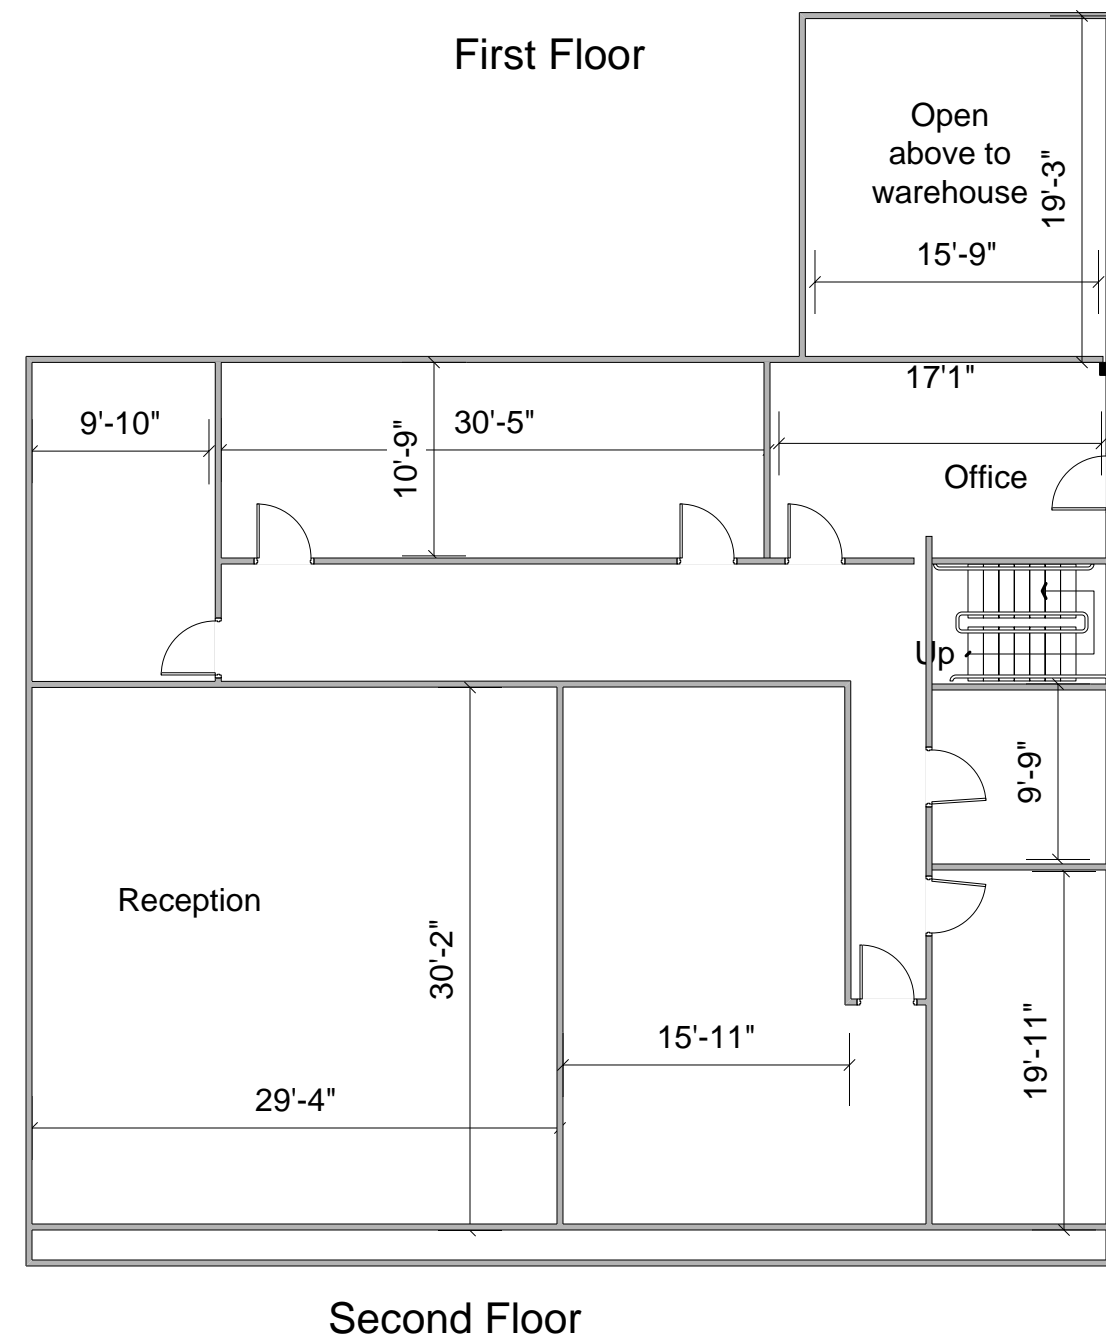 First Floor
Open
above to
warehouse
19'-3"
15'-9"
17'1"
9'-10"
10'-9"
30'-5"
Office
Up
9'-9"
Reception
30'-2"
15'-11"
19'-11"
29'-4"
Second Floor